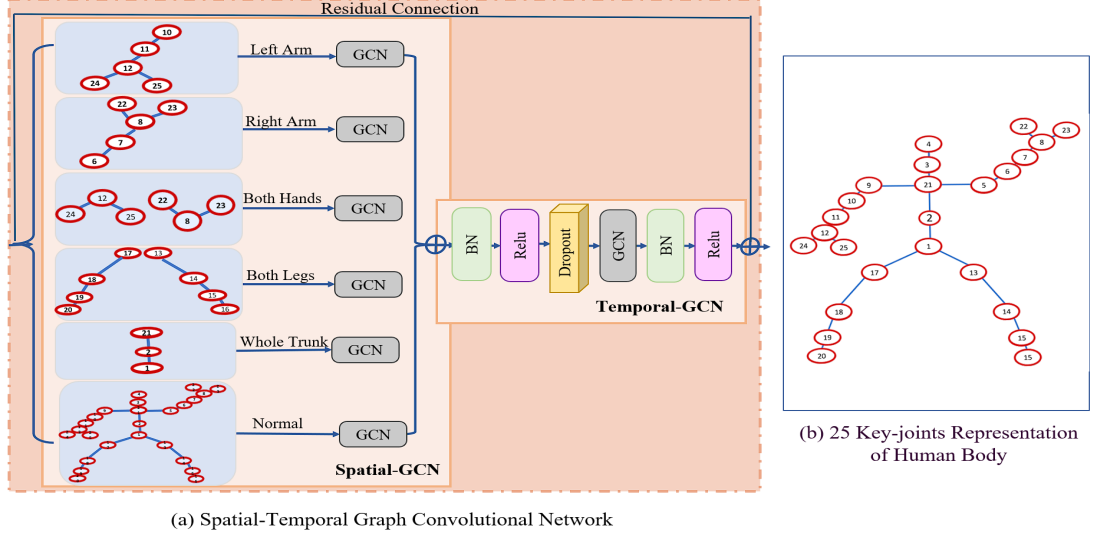 Residual Connection
10
11
12
24
25
Left Arm
GCN
22
23
8
7
6
Right Arm
GCN
12
24
25
22
23
8
Both Hands
GCN
17
13
18
14
19
15
20
16
Both Legs
GCN
21
2
1
Whole Trunk
GCN
Normal
GCN
Spatial-GCN
BN
Relu
Dropout
GCN
BN
Relu
Temporal-GCN
(a) Spatial-Temporal Graph Convolutional Network
4
3
22
23
8
7
6
9
21
5
10
11
2
12
24
25
1
17
13
18
14
19
15
20
15
(b) 25 Key-joints Representation
of Human Body